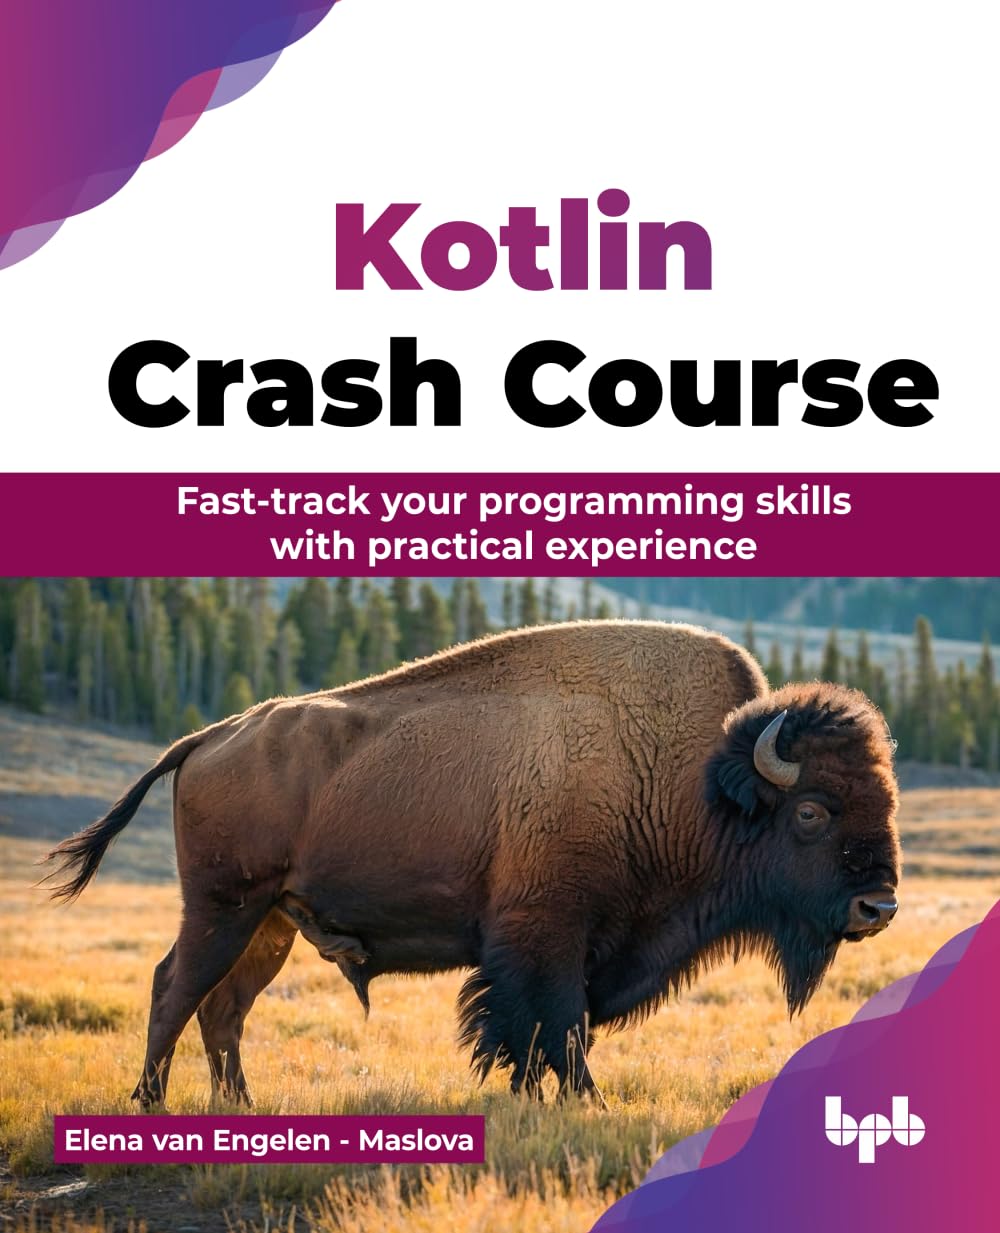 Kotlin
Crash Course
Fast-track your programming skills
with practical experience
Elena van Engelen - Maslova
bpb